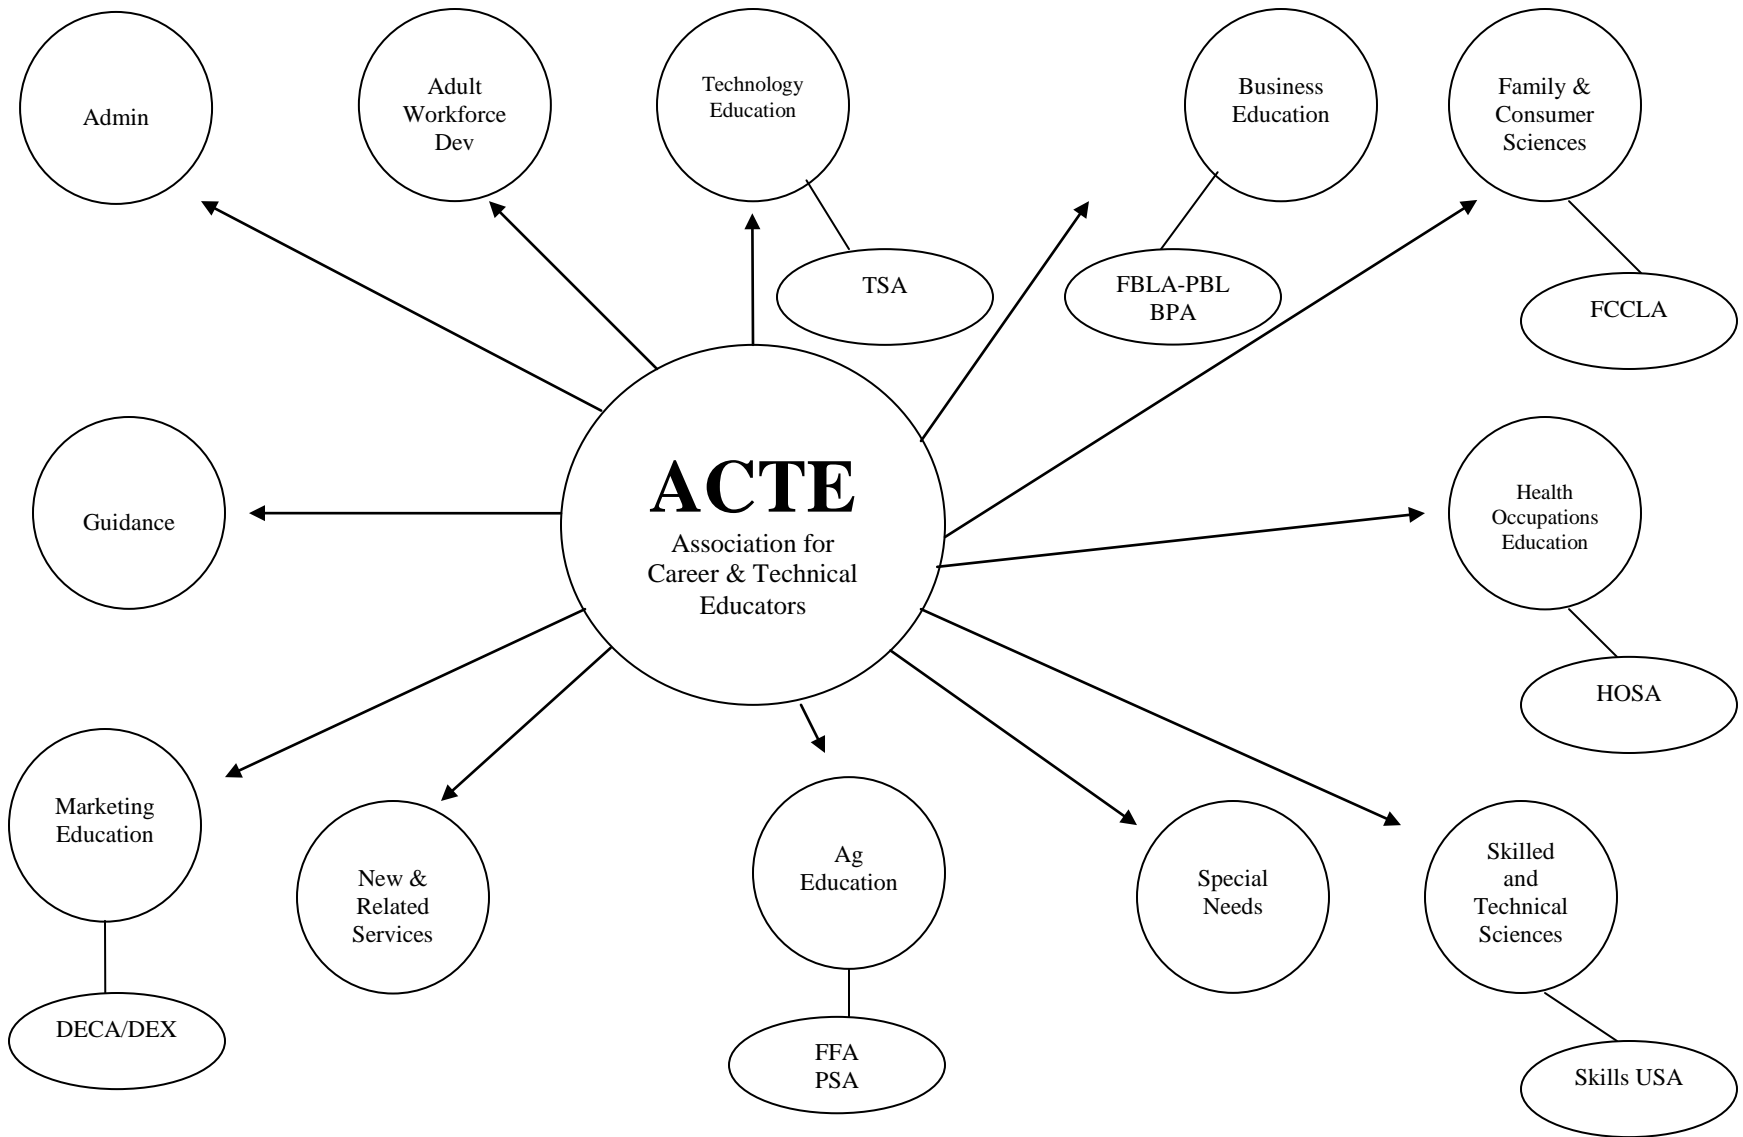 Admin
Adult
Workforce
Dev
Technology
Education
Business
Education
Family &
Consumer
Sciences
TSA
FBLA-PBL
BPA
FCCLA
ACTE
Association for
Career & Technical
Educators
Guidance
Health
Occupations
Education
HOSA
Marketing
Education
New &
Related
Services
Ag
Education
Special
Needs
Skilled
and
Technical
Sciences
DECA/DEX
FFA
PSA
Skills USA